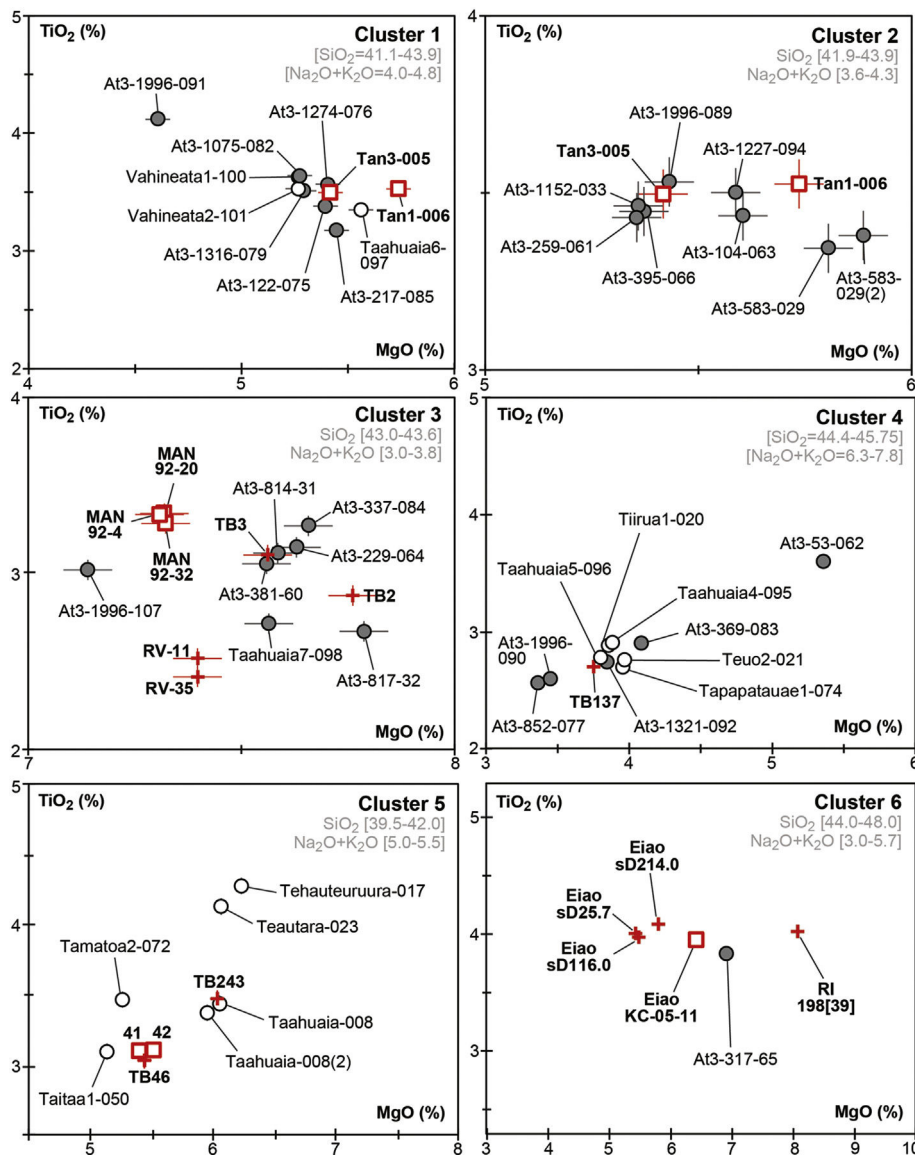 TiO2 (%)
Cluster 1
[SiO2=41.1-43.9]
[Na2O+K2O=4.0-4.8]
At3-1996-091
At3-1274-076
At3-1075-082
Tan3-005
Vahineata1-100
Vahineata2-101
Tan1-006
At3-1316-079
Taahuaia6-
097
At3-122-075
At3-217-085
MgO (%)
5
4
3
2
4
5
6
TiO2 (%)
Cluster 2
SiO2 [41.9-43.9]
Na2O+K2O [3.6-4.3]
At3-1996-089
Tan3-005
At3-1227-094
At3-1152-033
Tan1-006
At3-259-061
At3-104-063
At3-395-066
At3-583-
029(2)
At3-583-029
MgO (%)
4
3
5
6
TiO2 (%)
Cluster 3
SiO2 [43.0-43.6]
Na2O+K2O [3.0-3.8]
MAN
92-20
At3-814-31
At3-337-084
MAN
92-4
TB3
At3-229-064
MAN
92-32
At3-381-60
TB2
At3-1996-107
Taahuaia7-098
RV-11
RV-35
At3-817-32
MgO (%)
4
3
2
7
8
TiO2 (%)
Cluster 4
[SiO2=44.4-45.75]
[Na2O+K2O=6.3-7.8]
Tiirua1-020
At3-53-062
Taahuaia5-096
Taahuaia4-095
At3-1996-
090
At3-369-083
Teuo2-021
TB137
Tapapatauae1-074
At3-852-077
At3-1321-092
MgO (%)
5
4
3
2
3
4
5
6
TiO2 (%)
Cluster 5
SiO2 [39.5-42.0]
Na2O+K2O [5.0-5.5]
Tehauteuruura-017
Teautara-023
Tamatoa2-072
TB243
Taahuaia-008
41 42
TB46
Taahuaia-008(2)
Taitaa1-050
MgO (%)
5
4
3
5
6
7
8
TiO2 (%)
Cluster 6
SiO2 [44.0-48.0]
Na2O+K2O [3.0-5.7]
Eiao
sD214.0
Eiao
sD25.7
Eiao
sD116.0
Eiao
KC-05-11
RI
198[39]
At3-317-65
MgO (%)
5
4
3
3
4
5
6
7
8
9
10